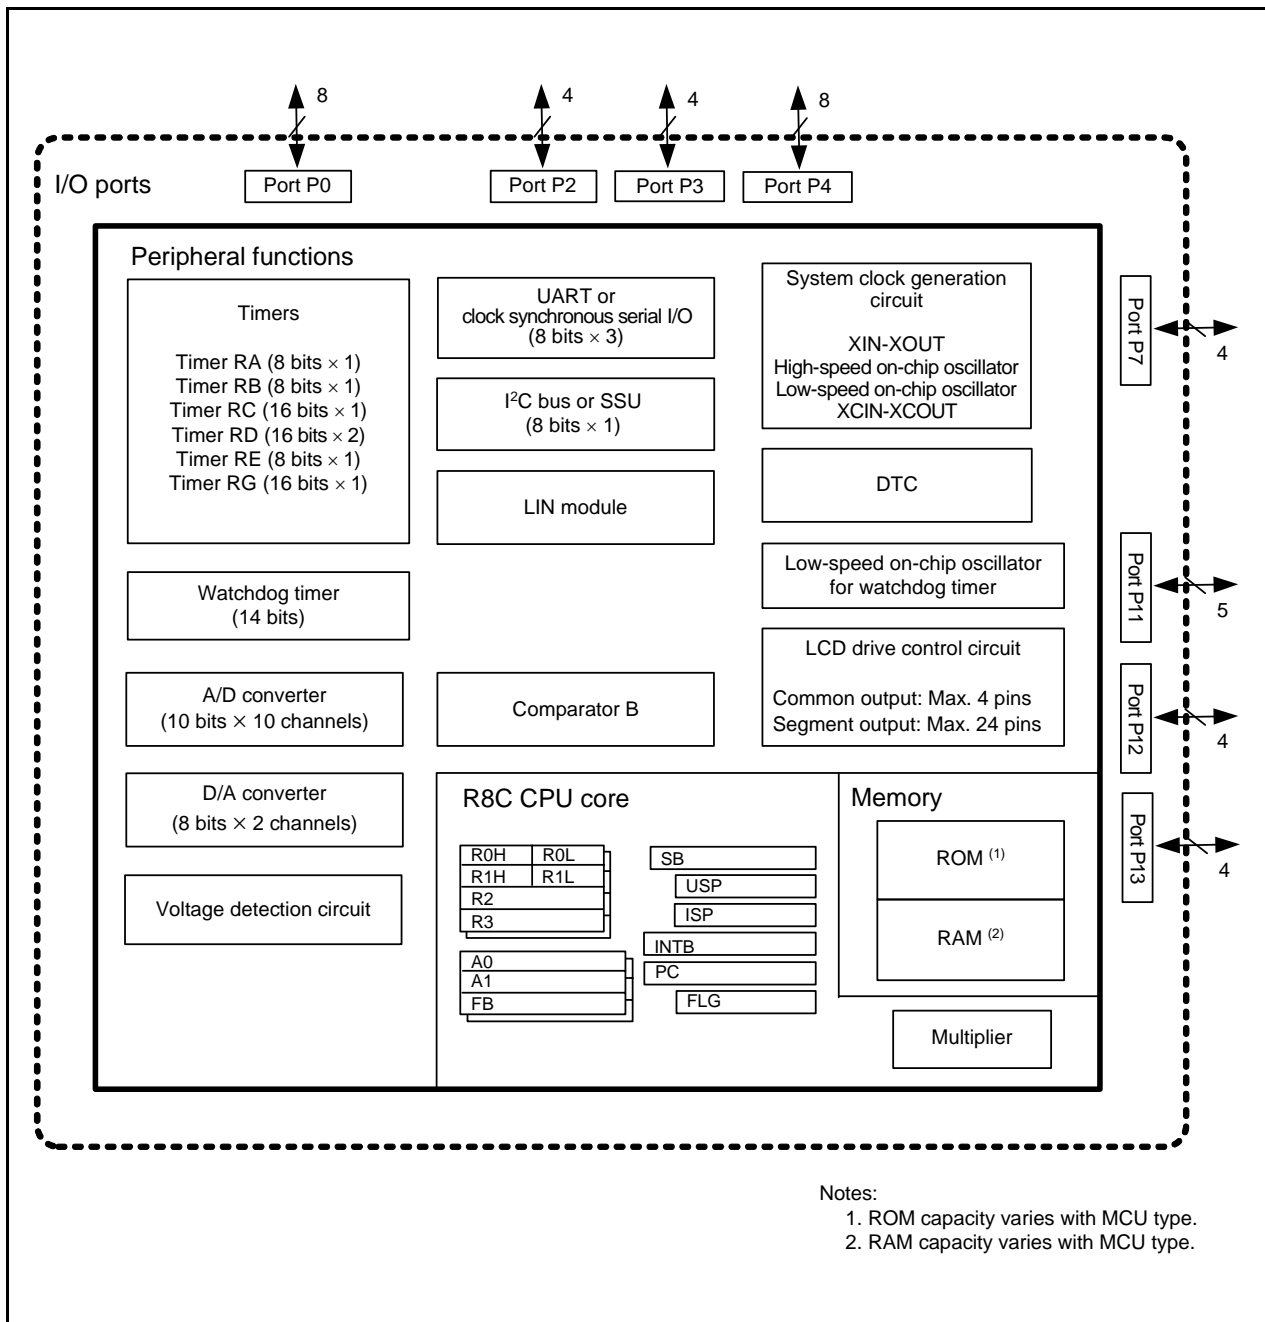 8
4
4
8
I/O ports
Port P0
Port P2
Port P3
Port P4
Peripheral functions
Timers
Timer RA (8 bits × 1)
Timer RB (8 bits × 1)
Timer RC (16 bits × 1)
Timer RD (16 bits × 2)
Timer RE (8 bits × 1)
Timer RG (16 bits × 1)
UART or
clock synchronous serial I/O
(8 bits × 3)
I²C bus or SSU
(8 bits × 1)
LIN module
System clock generation
circuit
XIN-XOUT
High-speed on-chip oscillator
Low-speed on-chip oscillator
XCIN-XCOUT
DTC
Low-speed on-chip oscillator
for watchdog timer
Watchdog timer
(14 bits)
LCD drive control circuit
Common output: Max. 4 pins
Segment output: Max. 24 pins
A/D converter
(10 bits × 10 channels)
Comparator B
D/A converter
(8 bits × 2 channels)
Voltage detection circuit
R8C CPU core
R0H R0L
R1H R1L
R2
R3
A0
A1
FB
SB
USP
ISP
INTB
PC
FLG
Memory
ROM (1)
RAM (2)
Multiplier
Port P7
4
Port P11
5
Port P12
4
Port P13
4
Notes:
1. ROM capacity varies with MCU type.
2. RAM capacity varies with MCU type.